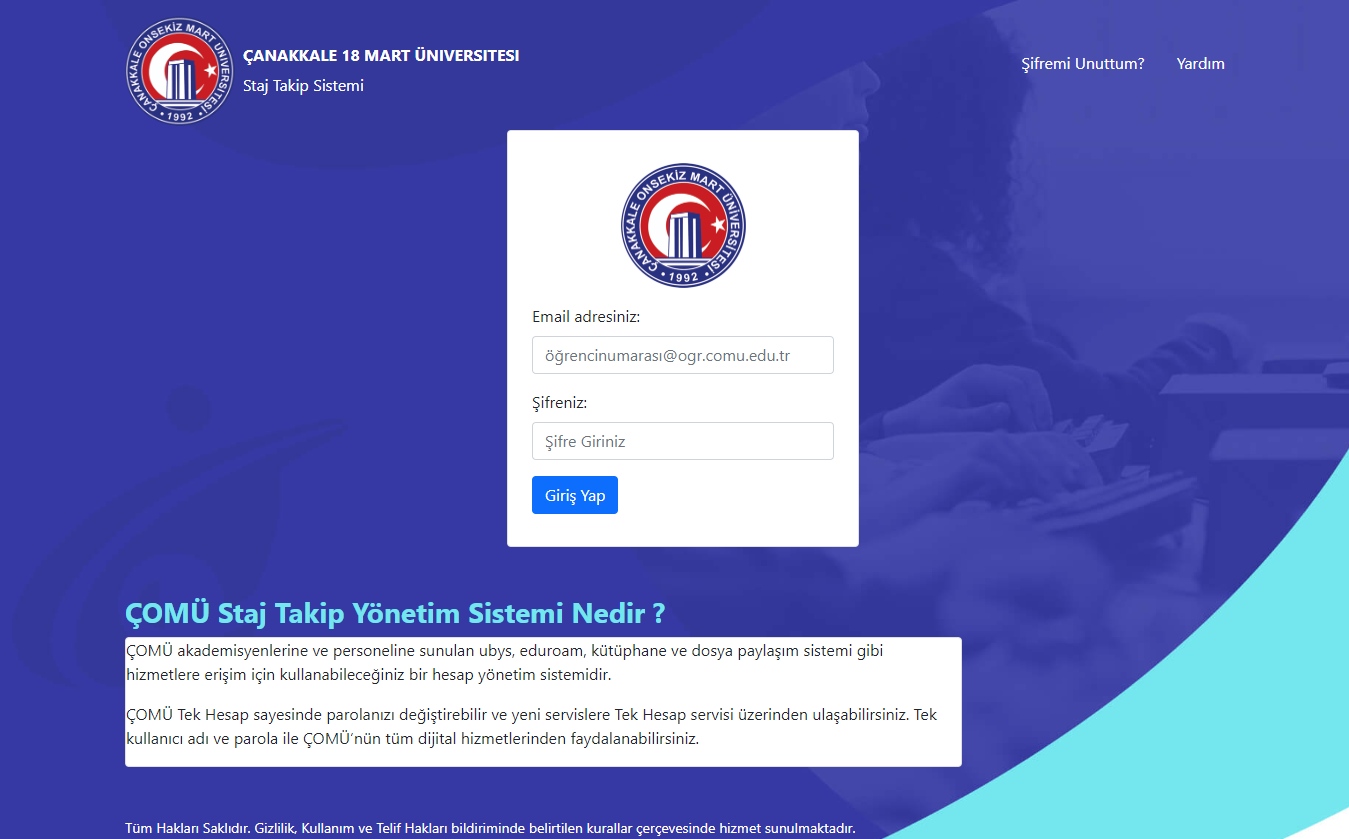 ÇANAKKALE ONSEKİZ MART ÜNİVERSİTESİ
• 1992 •
ÇANAKKALE 18 MART ÜNIVERSITESI
Staj Takip Sistemi
Şifremi Unuttum?
Yardım
ÇANAKKALE ONSEKİZ MART ÜNİVERSİTESİ
• 1992 •
Email adresiniz:
öğrencinumarası@ogr.comu.edu.tr
Şifreniz:
Şifre Giriniz
Giriş Yap
ÇOMÜ Staj Takip Yönetim Sistemi Nedir ?
ÇOMÜ akademisyenlerine ve personeline sunulan ubys, eduroam, kütüphane ve dosya paylaşım sistemi gibi
hizmetlere erişim için kullanabileceğiniz bir hesap yönetim sistemidir.
ÇOMÜ Tek Hesap sayesinde parolanızı değiştirebilir ve yeni servislere Tek Hesap servisi üzerinden ulaşabilirsiniz. Tek
kullanıcı adı ve parola ile ÇOMÜ’nün tüm dijital hizmetlerinden faydalanabilirsiniz.
Tüm Hakları Saklıdır. Gizlilik, Kullanım ve Telif Hakları bildiriminde belirtilen kurallar çerçevesinde hizmet sunulmaktadır.